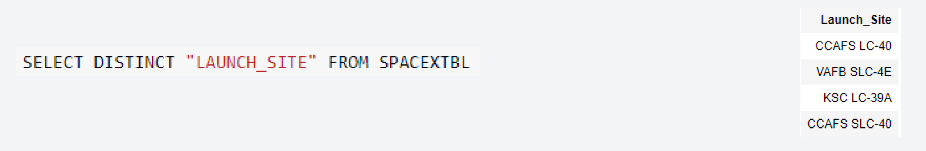 SELECT DISTINCT "LAUNCH_SITE" FROM SPACEXTBL
Launch_Site
CCAFS LC-40
VAFB SLC-4E
KSC LC-39A
CCAFS SLC-40